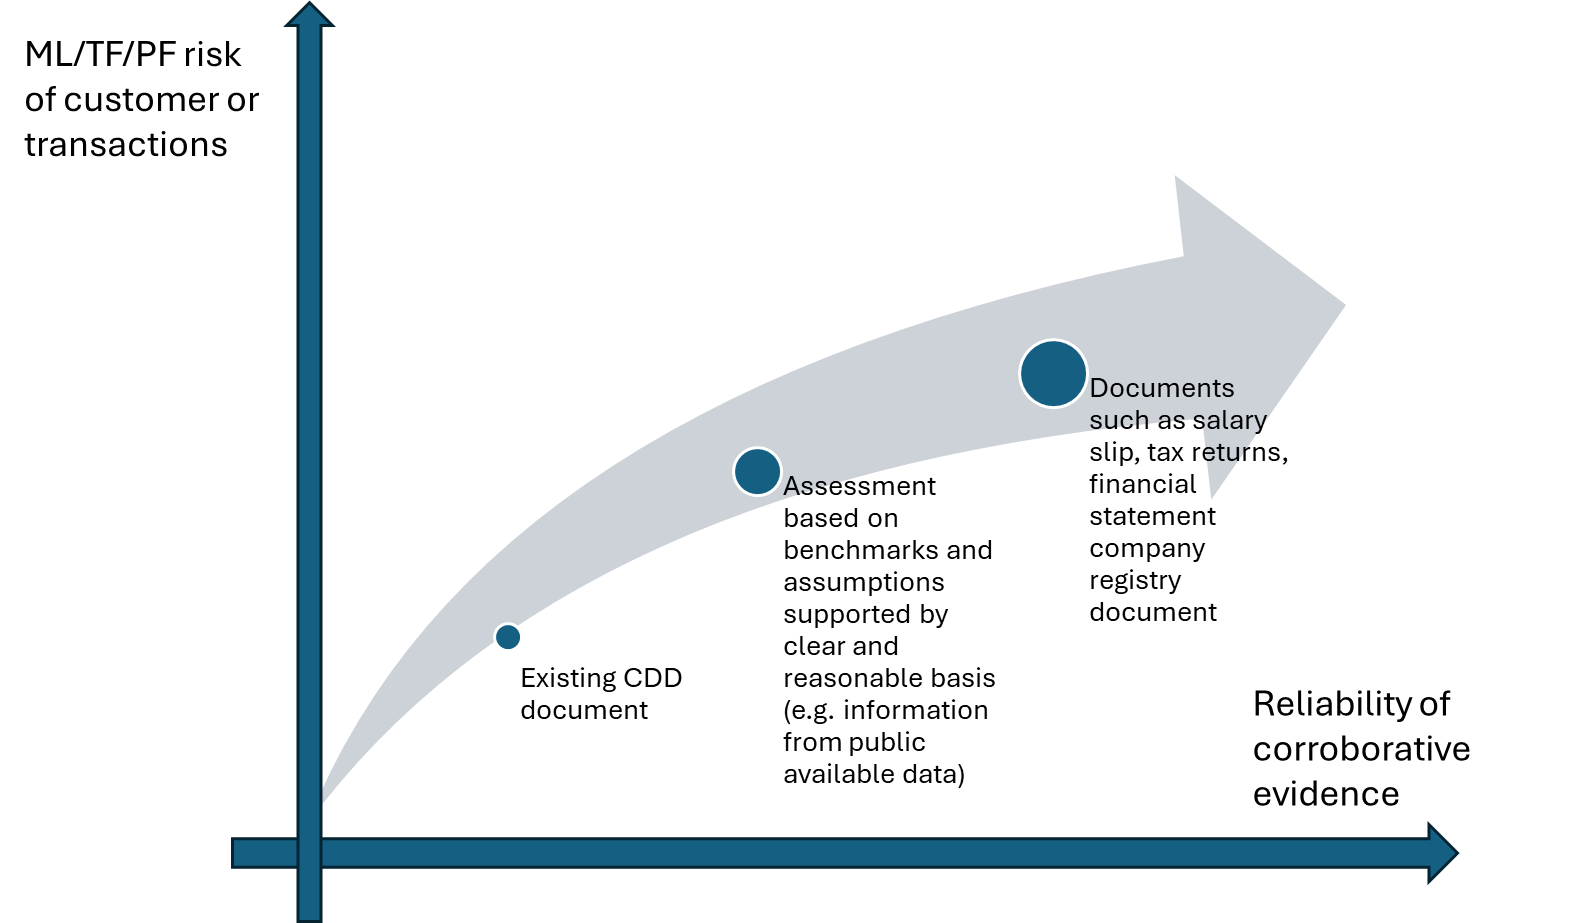 ML/TF/PF risk
of customer or
transactions
Existing CDD
document
Assessment
based on
benchmarks and
assumptions
supported by
clear and
reasonable basis
(e.g. information
from public
available data)
Documents
such as salary
slip, tax returns,
financial
statement
company
registry
document
Reliability of
corroborative
evidence